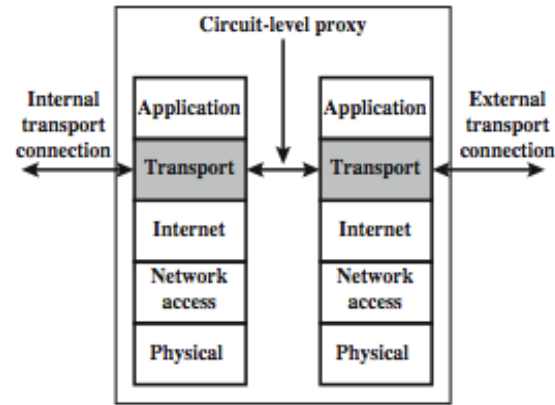 Circuit-level proxy
Internal
transport
connection
Application
Transport
Internet
Network
access
Physical
Application
Transport
Internet
Network
access
Physical
External
transport
connection